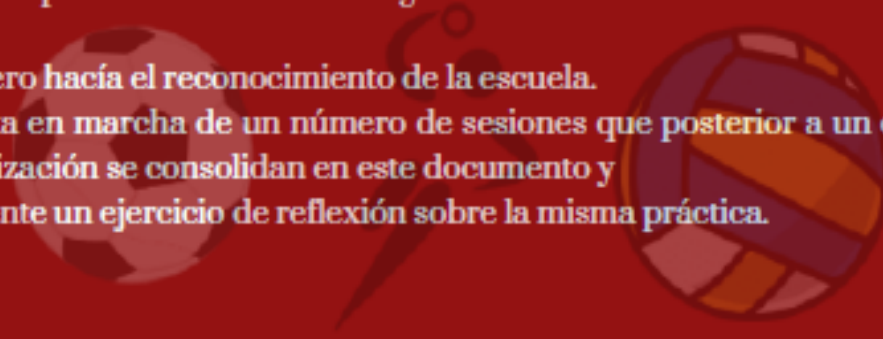 ero hacía el reconocimiento de la escuela.
a en marcha de un número de sesiones que posterior a un
ización se consolidan en este documento y
nte un ejercicio de reflexión sobre la misma práctica.